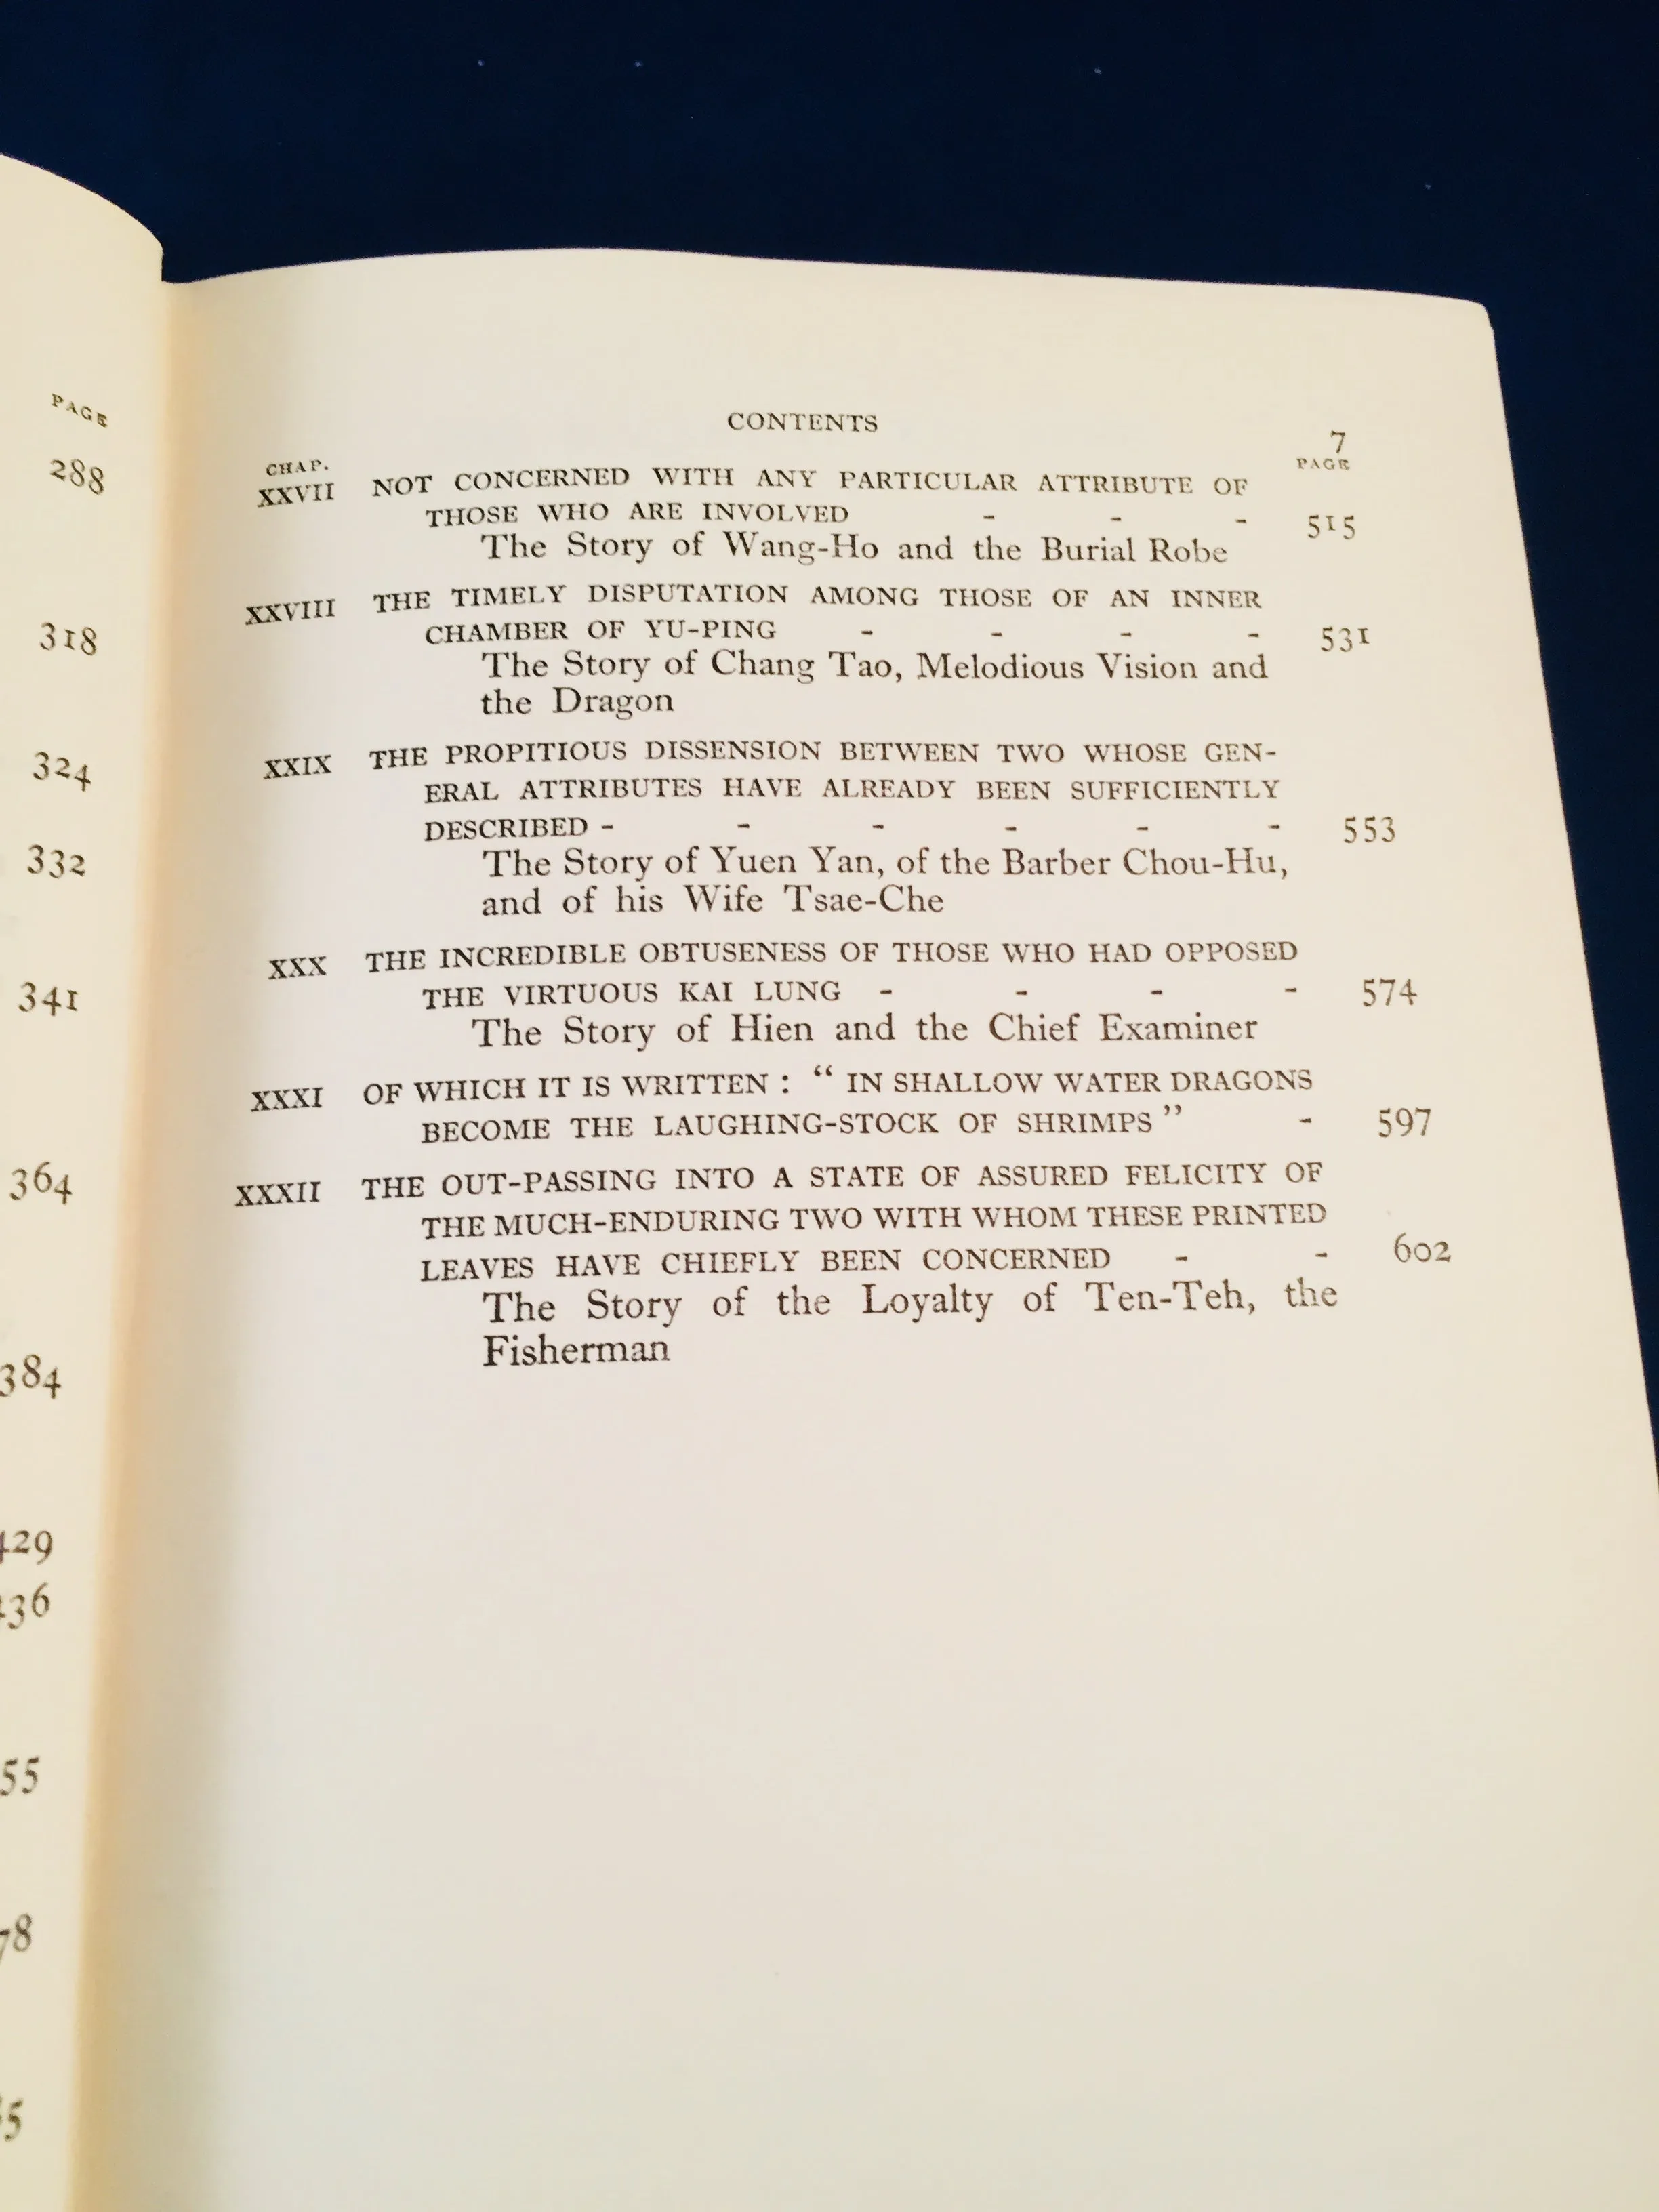 PAGE
288
318
324
332
341
364
384
429
436
55
78
5
CONTENTS
7
CHAP.
PAGE
XXVII NOT CONCERNED WITH ANY PARTICULAR ATTRIBUTE OF
THOSE WHO ARE INVOLVED - - - 515
The Story of Wang-Ho and the Burial Robe
XXVIII THE TIMELY DISPUTATION AMONG THOSE OF AN INNER
CHAMBER OF YU-PING - - - - 531
The Story of Chang Tao, Melodious Vision and
the Dragon
XXIX THE PROPITIOUS DISSENSION BETWEEN TWO WHOSE GEN-
ERAL ATTRIBUTES HAVE ALREADY BEEN SUFFICIENTLY
DESCRIBED - - - - - - 553
The Story of Yuen Yan, of the Barber Chou-Hu,
and of his Wife Tsae-Che
XXX THE INCREDIBLE OBTUSENESS OF THOSE WHO HAD OPPOSED
THE VIRTUOUS KAI LUNG - - - - 574
The Story of Hien and the Chief Examiner
XXXI OF WHICH IT IS WRITTEN : “ IN SHALLOW WATER DRAGONS
BECOME THE LAUGHING-STOCK OF SHRIMPS ” - 597
XXXII THE OUT-PASSING INTO A STATE OF ASSURED FELICITY OF
THE MUCH-ENDURING TWO WITH WHOM THESE PRINTED
LEAVES HAVE CHIEFLY BEEN CONCERNED - - 602
The Story of the Loyalty of Ten-Teh, the
Fisherman